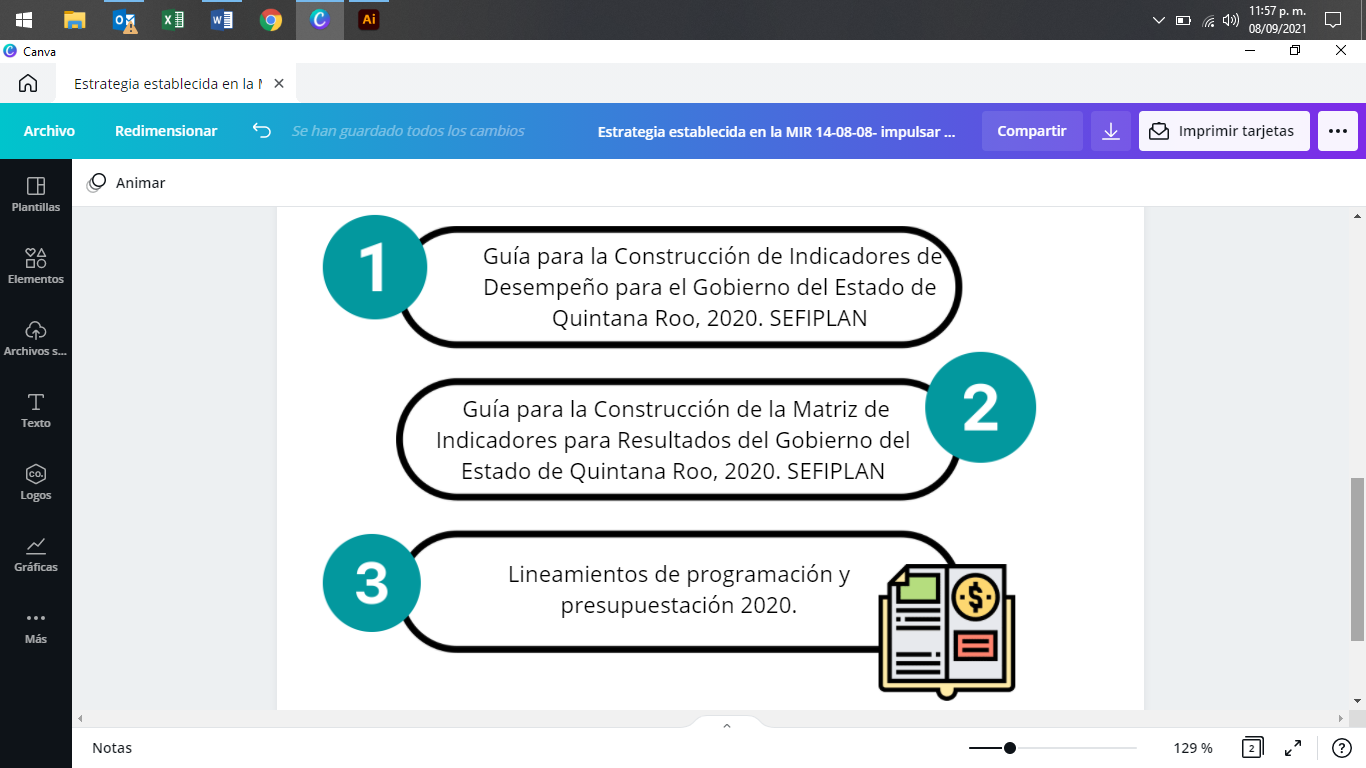 11:57 p. m.
08/09/2021
Canva
Estrategia establecida en la M
Archivo
Redimensionar
Se han guardado todos los cambios
Estrategia establecida en la MIR 14-08-08- impulsar ...
Compartir
Imprimir tarjetas
Animar
Plantillas
Elementos
Archivos s...
Texto
CO.
Logos
Gráficas
Más
1
Guía para la Construcción de Indicadores de
Desempeño para el Gobierno del Estado de
Quintana Roo, 2020. SEFIPLAN
2
Guía para la Construcción de la Matriz de
Indicadores para Resultados del Gobierno del
Estado de Quintana Roo, 2020. SEFIPLAN
3
Lineamientos de programación y
presupuestación 2020.
$
Notas
129 %
2